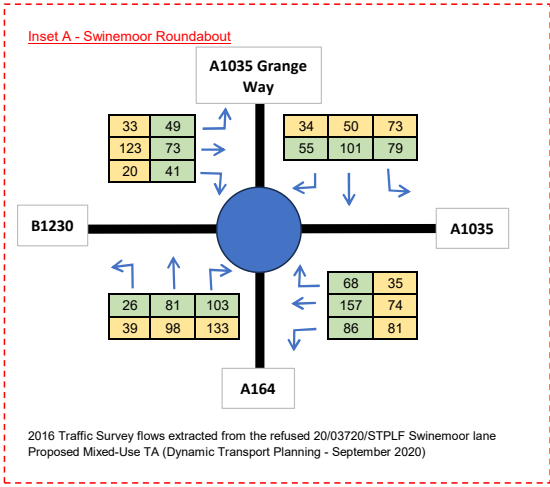 Inset A - Swinemoor Roundabout
A1035 Grange
Way
33 49
123 73
20 41
34 50 73
55 101 79
B1230
A1035
26 81 103
39 98 133
68 35
157 74
86 81
A164
2016 Traffic Survey flows extracted from the refused 20/03720/STPLF Swinemoor lane
Proposed Mixed-Use TA (Dynamic Transport Planning - September 2020)